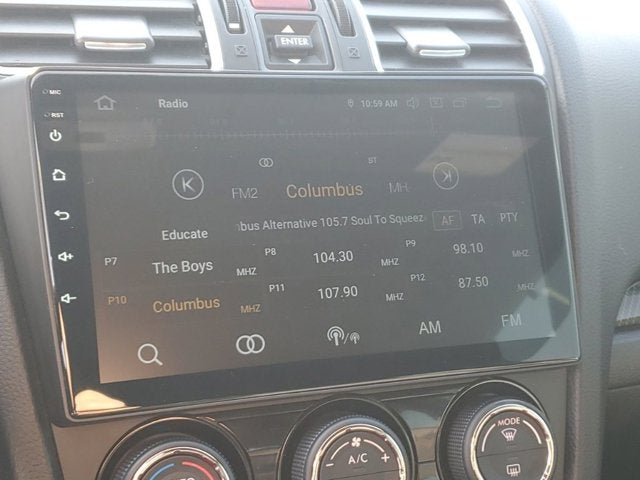 ENTER
MIC
RST
Radio 10:59 AM
ST
FM2 Columbus MH
Educate bus Alternative 105.7 Soul To Squeez AF TA PTY
P7 The Boys MHZ P8 104.30 MHZ P9 98.10 MHZ
P10 Columbus MHZ P11 107.90 MHZ P12 87.50 MHZ
AM FM
- A/C +
MODE